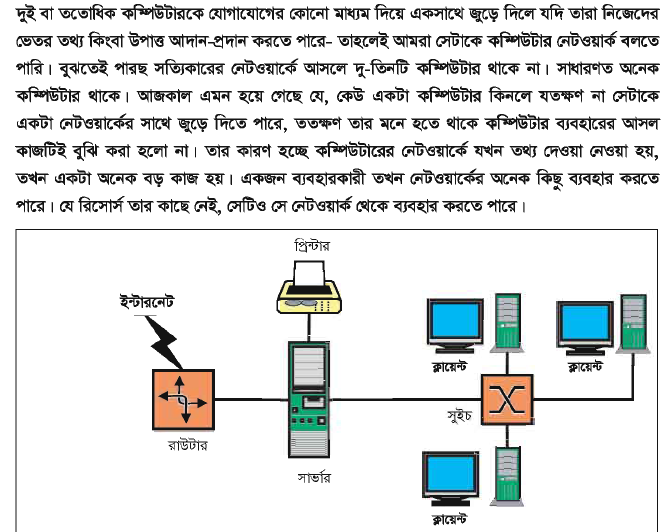 দুই বা ততোধিক কম্পিউটারকে যোগাযোগের কোনো মাধ্যম দিয়ে একসাথে জুড়ে দিলে যদি তারা নিজেদের
ভেতর তথ্য কিংবা উপাত্ত আদান-প্রদান করতে পারে- তাহলেই আমরা সেটাকে কম্পিউটার নেটওয়ার্ক বলতে
পারি। বুঝতেই পারছ সত্যিকারের নেটওয়ার্কে আসলে দু-তিনটি কম্পিউটার থাকে না। সাধারণত অনেক
কম্পিউটার থাকে। আজকাল এমন হয়ে গেছে যে, কেউ একটা কম্পিউটার কিনলে যতক্ষণ না সেটাকে
একটা নেটওয়ার্কের সাথে জুড়ে দিতে পারে, ততক্ষণ তার মনে হতে থাকে কম্পিউটার ব্যবহারের আসল
কাজটিই বুঝি করা হলো না। তার কারণ হচ্ছে কম্পিউটারের নেটওয়ার্কে যখন তথ্য দেওয়া নেওয়া হয়,
তখন একটা অনেক বড় কাজ হয়। একজন ব্যবহারকারী তখন নেটওয়ার্কের অনেক কিছু ব্যবহার করতে
পারে। যে রিসোর্স তার কাছে নেই, সেটিও সে নেটওয়ার্ক থেকে ব্যবহার করতে পারে।
প্রিন্টার
ইন্টারনেট
ক্লায়েন্ট
ক্লায়েন্ট
সুইচ
রাউটার
সার্ভার
ক্লায়েন্ট